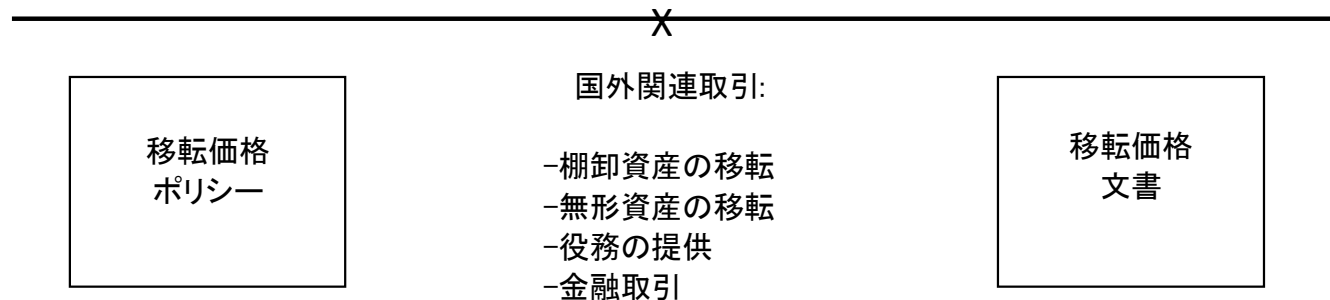 X
移転価格
ポリシー
国外関連取引:
−棚卸資産の移転
−無形資産の移転
−役務の提供
−金融取引
移転価格
文書